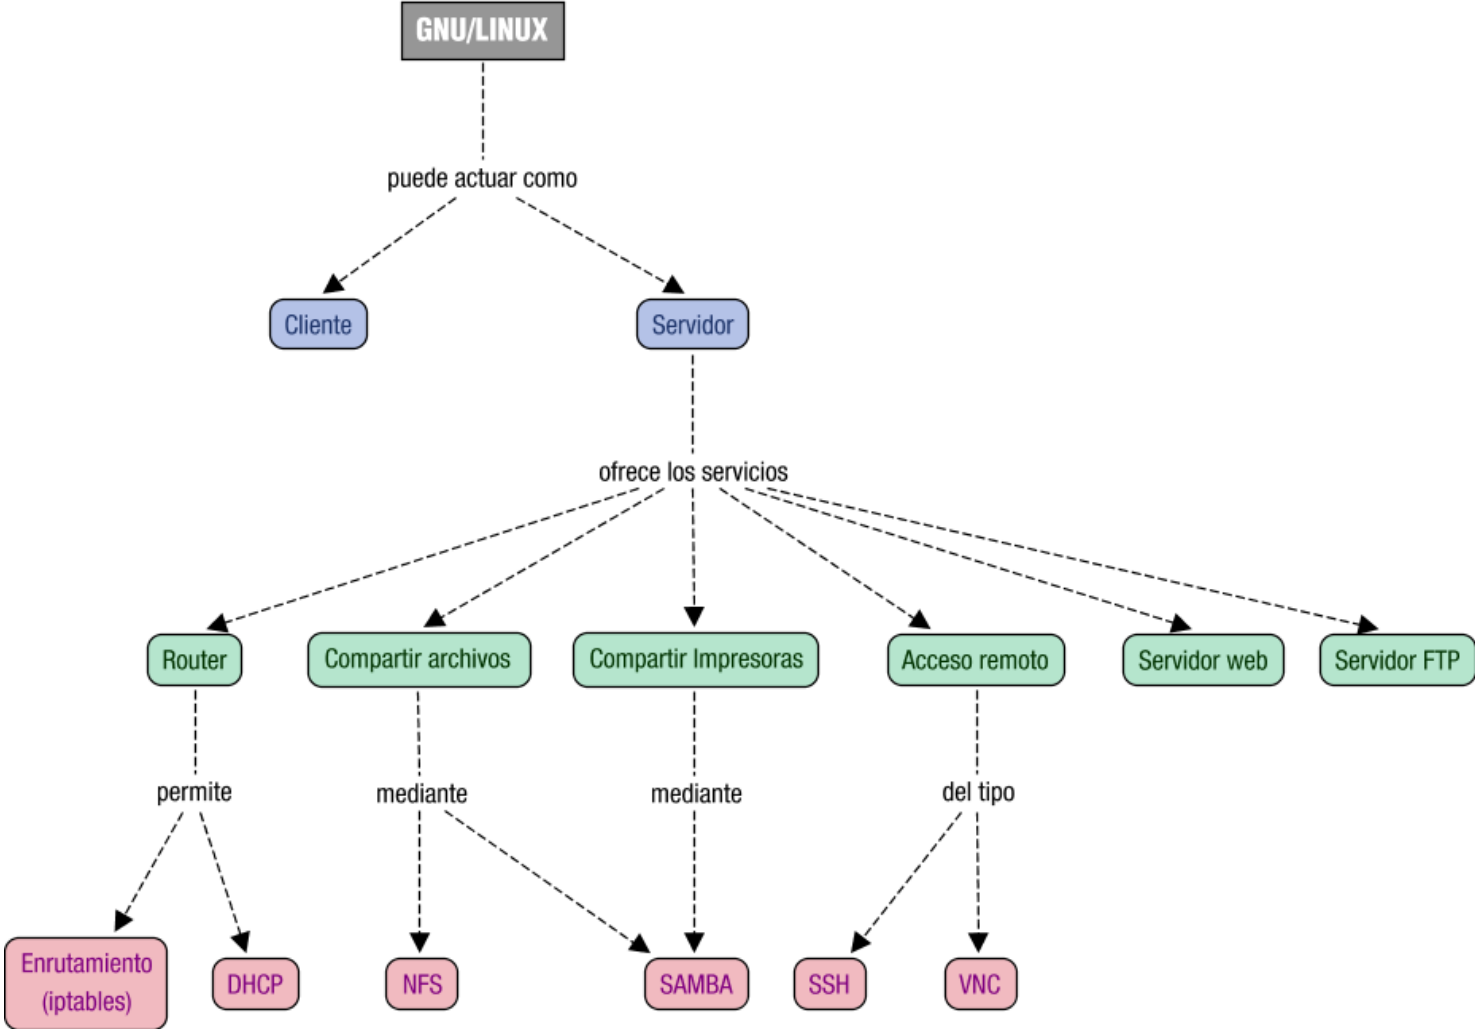 GNU/LINUX
puede actuar como
Cliente
Servidor
ofrece los servicios
Router
Compartir archivos
Compartir Impresoras
Acceso remoto
Servidor web
Servidor FTP
permite
mediante
mediante
del tipo
Enrutamiento
(iptables)
DHCP
NFS
SAMBA
SSH
VNC